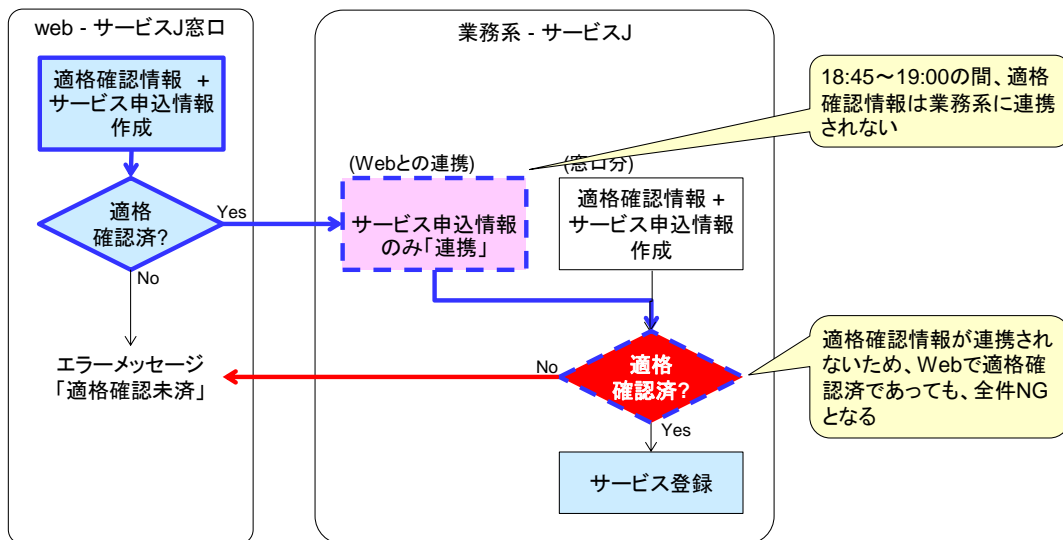 web - サービスJ窓口
適格確認情報 +
サービス申込情報
作成
適格
確認済?
Yes
No
エラーメッセージ
「適格確認未済」
業務系 - サービスJ
(Webとの連携)
サービス申込情報
のみ「連携」
(窓口分)
適格確認情報 +
サービス申込情報
作成
適格
確認済?
No
Yes
サービス登録
18:45~19:00の間、適格
確認情報は業務系に連携
されない
適格確認情報が連携され
ないため、Webで適格確
認済であっても、全件NG
となる